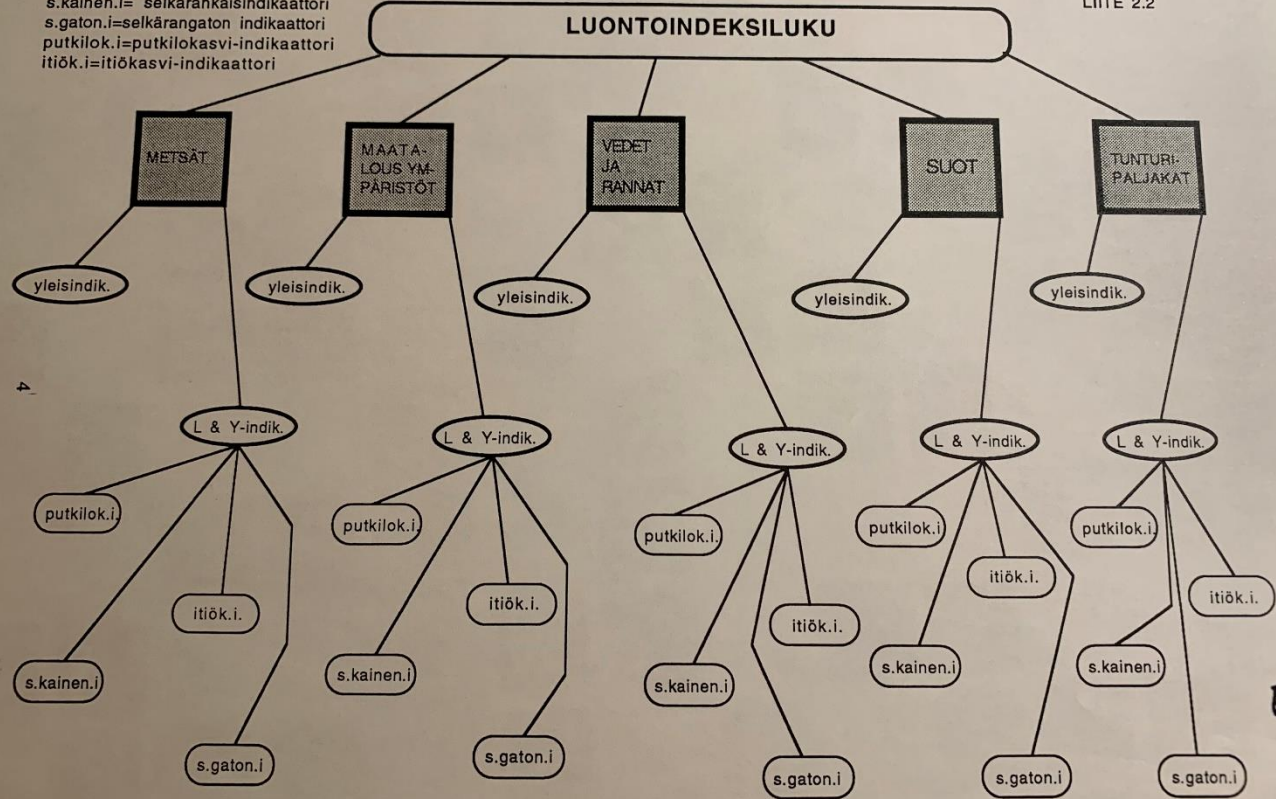 s.kainen.i= selkärankaisindikaattori
s.gaton.i=selkärangaton indikaattori
putkilok.i=putkilokasvi-indikaattori
itiök.i=itiökasvi-indikaattori
LIITE 2.2
LUONTOINDEKSILUKU
METSÄT
MAATA-
LOUS YM-
PÄRISTÖT
VEDET
JA
RANNAT
SUOT
TUNTURI-
PALJAKAT
yleisindik.
yleisindik.
yleisindik.
yleisindik.
yleisindik.
4
L & Y-indik.
L & Y-indik.
L & Y-indik.
L & Y-indik.
L & Y-indik.
putkilok.i.
putkilok.i.
putkilok.i.
putkilok.i.
putkilok.i.
itiök.i.
itiök.i.
itiök.i.
itiök.i.
itiök.i.
s.kainen.i
s.kainen.i
s.kainen.i
s.kainen.i
s.kainen.i
s.gaton.i
s.gaton.i
s.gaton.i
s.gaton.i
s.gaton.i